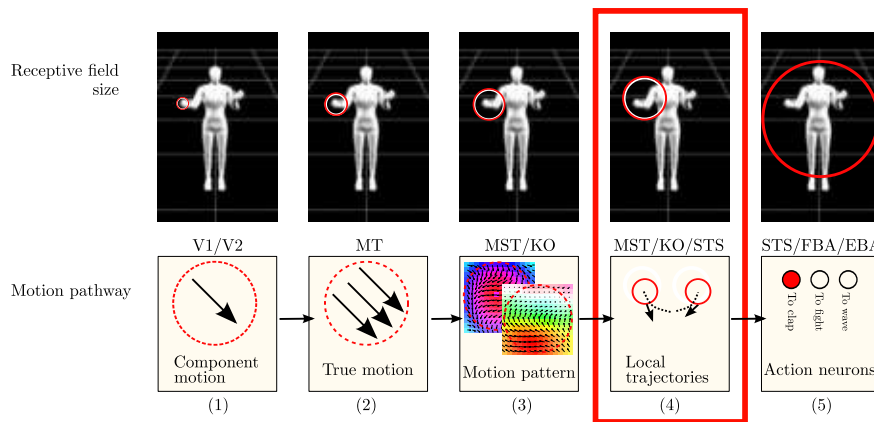 Receptive field
size
V1/V2
MT
MST/KO
MST/KO/STS
STS/FBA/EBA
Motion pathway
Component
motion
True motion
Motion pattern
Local
trajectories
To clap
To fight
To wave
Action neurons
(1)
(2)
(3)
(4)
(5)